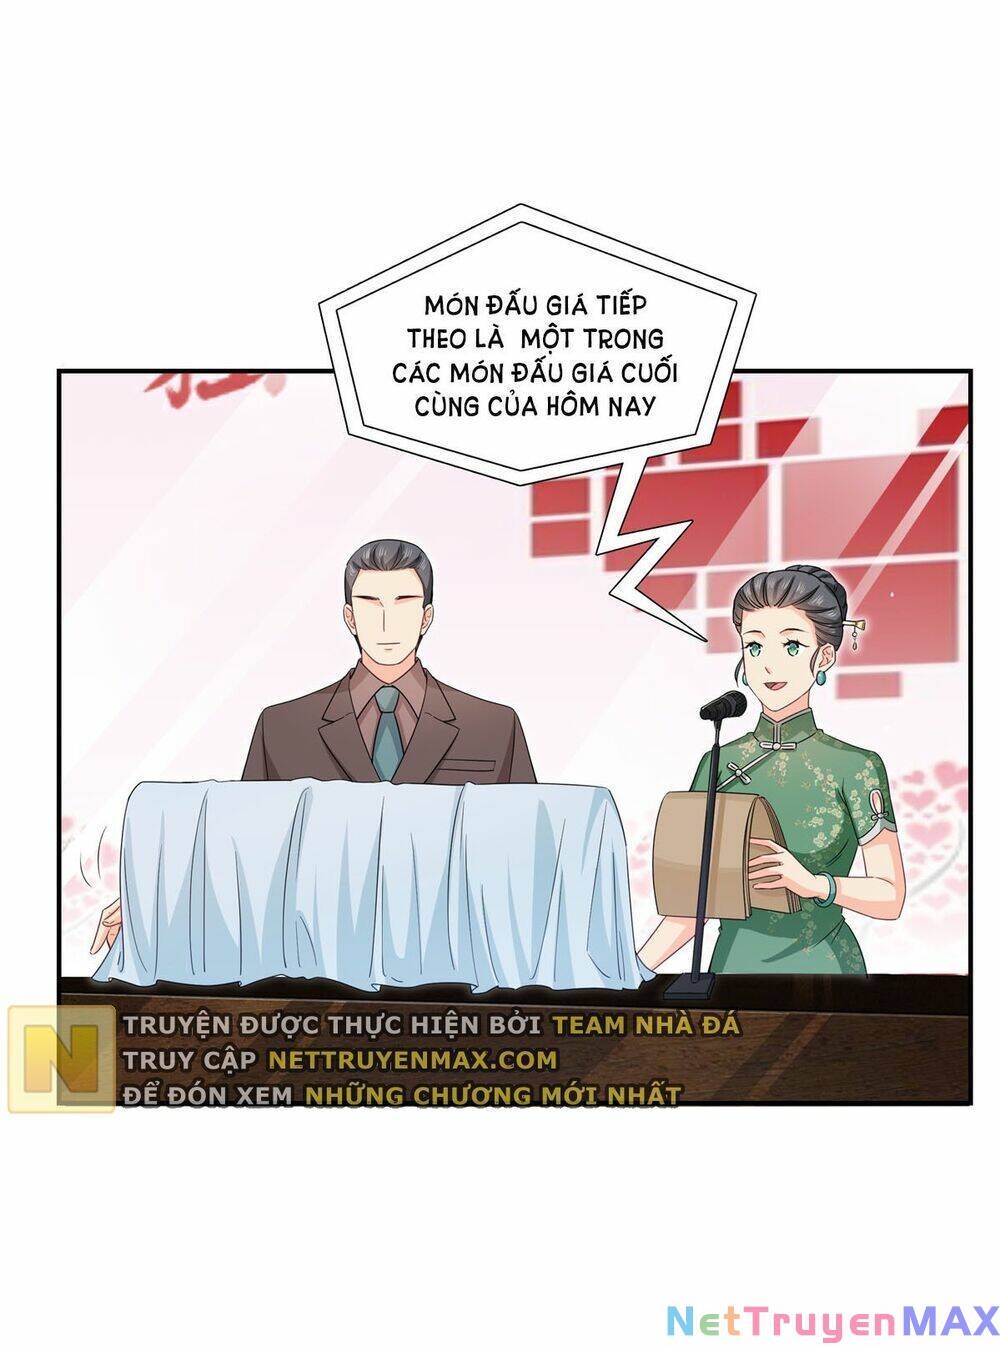 MÓN ĐẤU GIÁ TIẾP
THEO LÀ MỘT TRONG
CÁC MÓN ĐẤU GIÁ CUỐI
CÙNG CỦA HÔM NAY
N
TRUYỆN ĐƯỢC THỰC HIỆN BỞI TEAM NHÀ ĐÁ
TRUY CẬP NETTRUYENMAX.COM
ĐỂ ĐÓN XEM NHỮNG CHƯƠNG MỚI NHẤT
NetTruyenMAX